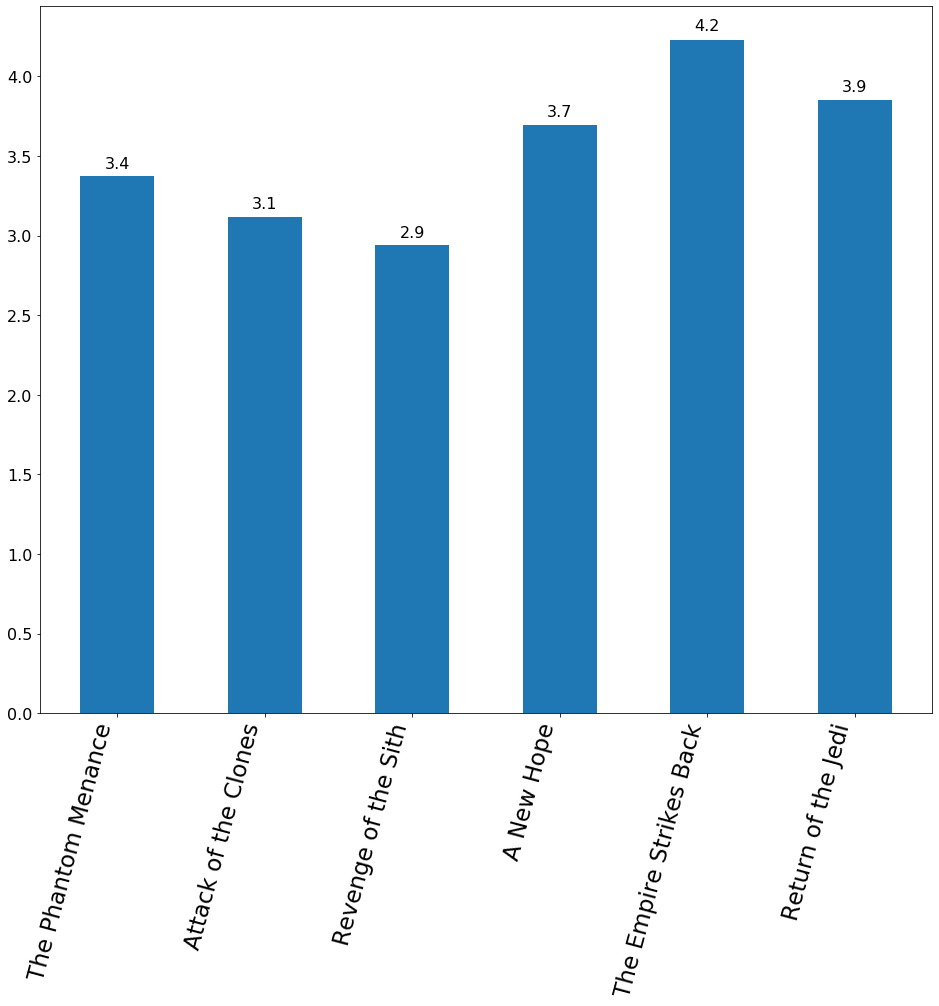 4.2
3.9
3.7
3.4
3.1
2.9
4.0
3.5
3.0
2.5
2.0
1.5
1.0
0.5
0.0
The Phantom Menance
Attack of the Clones
Revenge of the Sith
A New Hope
The Empire Strikes Back
Return of the Jedi